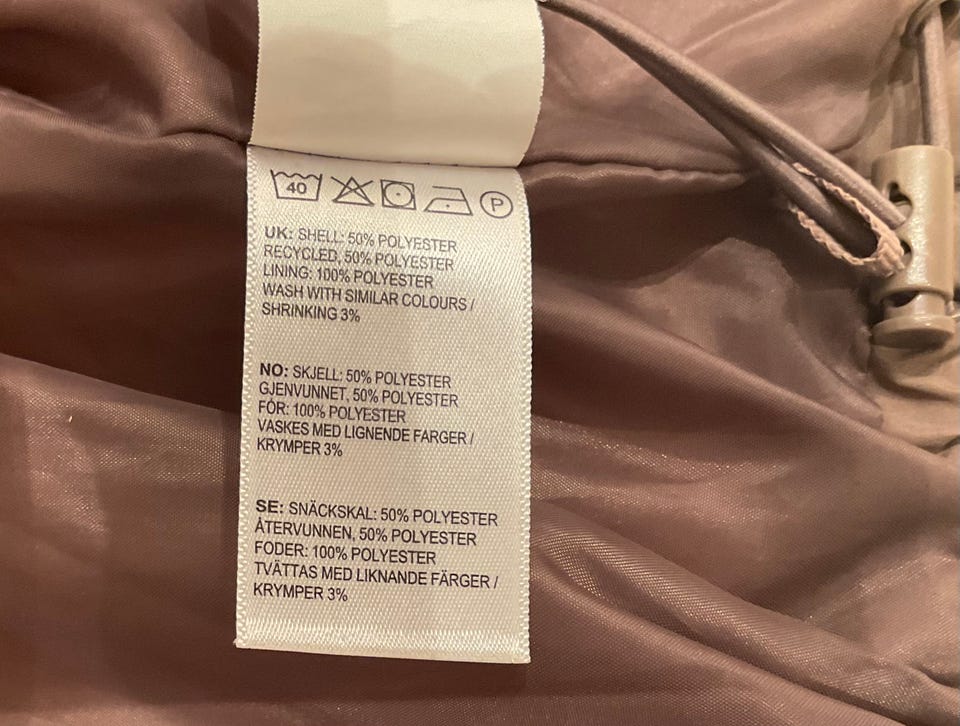 40 P
UK: SHELL: 50% POLYESTER
RECYCLED, 50% POLYESTER
LINING: 100% POLYESTER
WASH WITH SIMILAR COLOURS /
SHRINKING 3%
NO: SKJELL: 50% POLYESTER
GJENVUNNET, 50% POLYESTER
FÓR: 100% POLYESTER
VASKES MED LIGNENDE FARGER /
KRYMPER 3%
SE: SNÄCKSKAL: 50% POLYESTER
ÅTERVUNNEN, 50% POLYESTER
FODER: 100% POLYESTER
TVÄTTAS MED LIKNANDE FÄRGER /
KRYMPER 3%